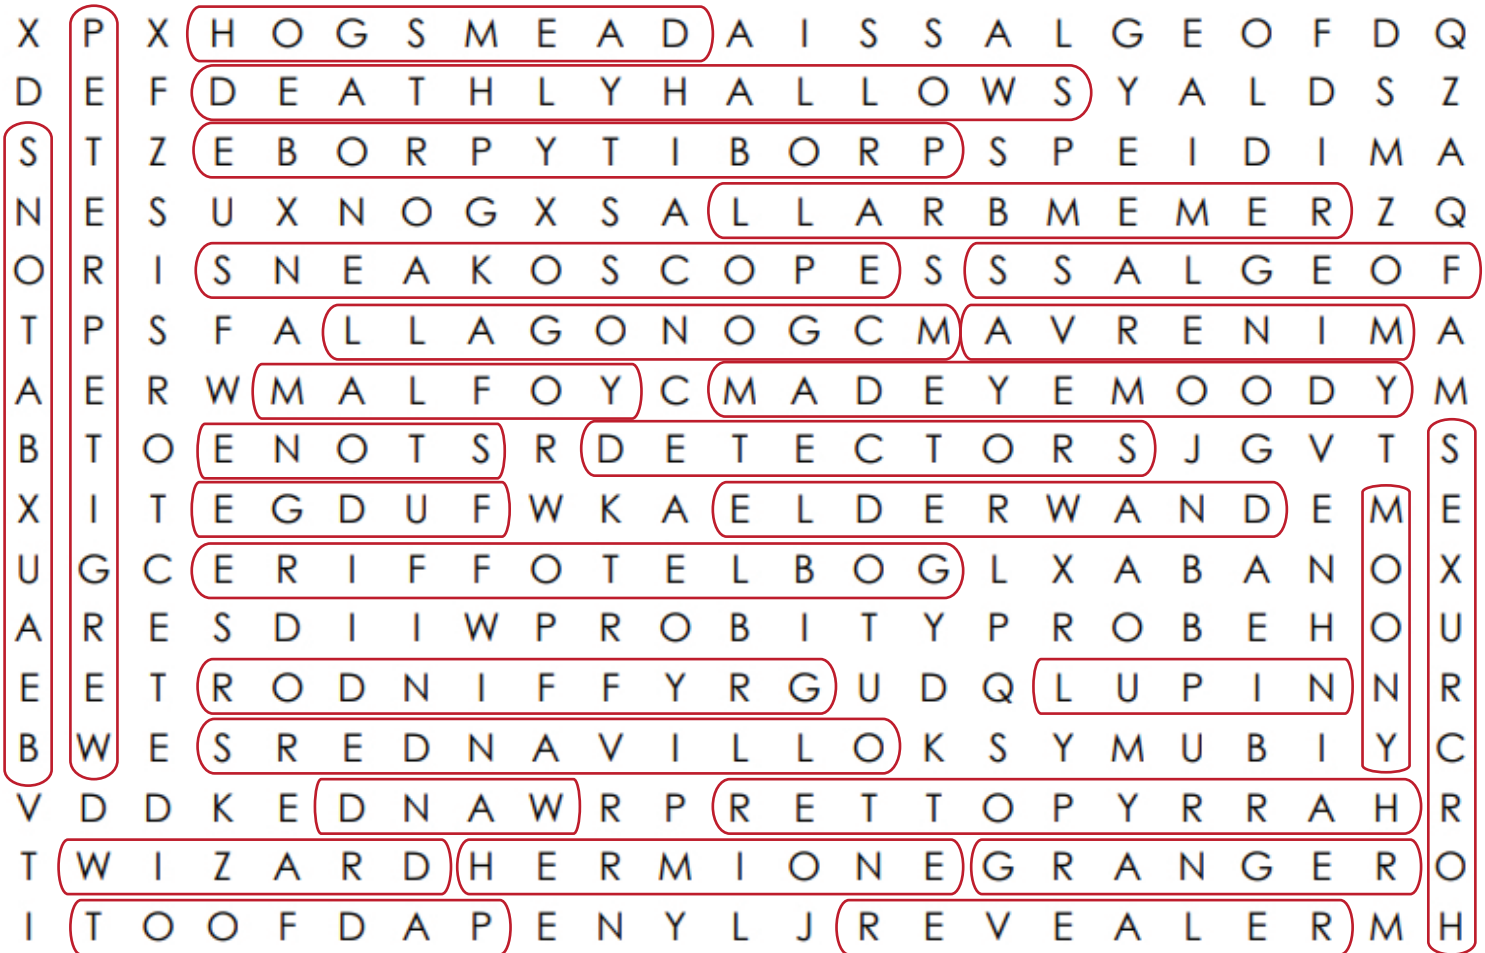 X P X H O G S M E A D A I S S A L G E O F D Q
D E F D E A T H L Y H A L L O W S Y A L D S Z
S T Z E B O R P Y T I B O R P S P E I D I M A
N E S U X N O G X S A L L A R B M E M E R Z Q
O R I S N E A K O S C O P E S S S A L G E O F
T P S F A L L A G O N O G C M A V R E N I M A
A E R W M A L F O Y C M A D E Y E M O O D Y M
B T O E N O T S R D E T E C T O R S J G V T S
X I T E G D U F W K A E L D E R W A N D E M E
U G C E R I F F O T E L B O G L X A B A N O X
A R E S D I I W P R O B I T Y P R O B E H O U
E E T R O D N I F F Y R G U D Q L U P I N N R
B W E S R E D N A V I L L O K S Y M U B I Y C
V D D K E D N A W R P R E T T O P Y R R A H R
T W I Z A R D H E R M I O N E G R A N G E R O
I T O O F D A P E N Y L J R E V E A L E R M H